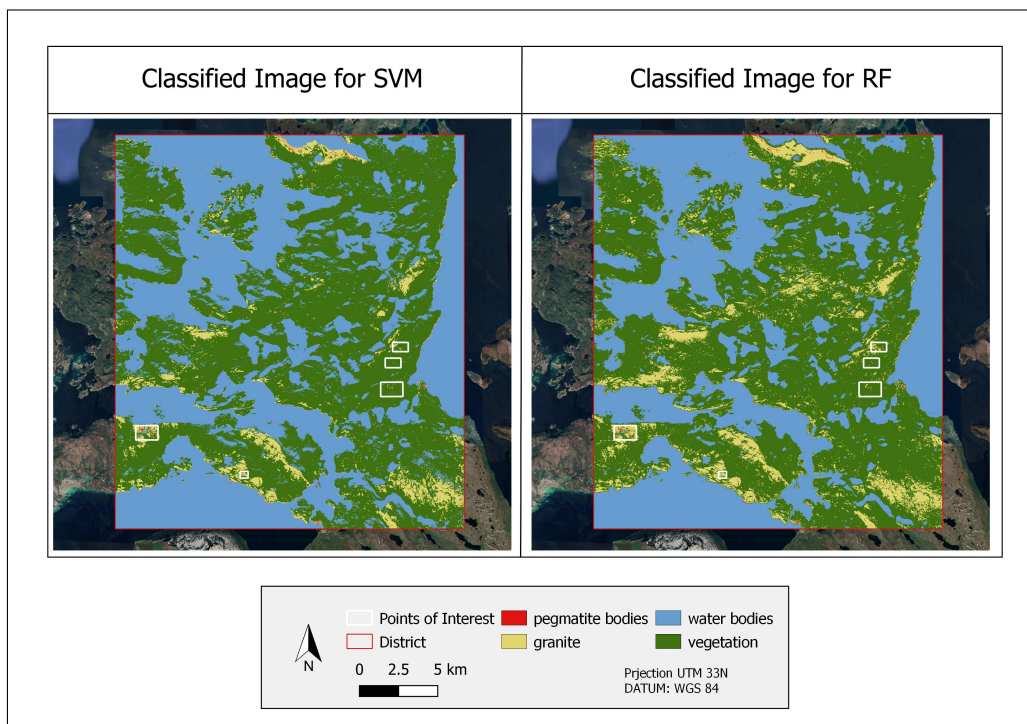 Classified Image for SVM
Classified Image for RF
Points of Interest
pegmatite bodies
water bodies
District
granite
vegetation
N
0 2.5 5 km
Prjection UTM 33N
DATUM: WGS 84